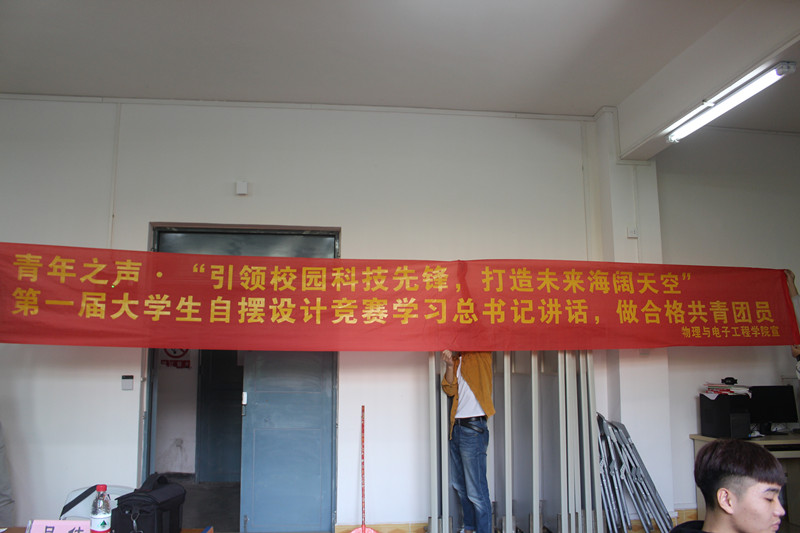 青年之声·“引领校园科技先锋，打造未来海阔天空”
第一届大学生自摆设计竞赛学习总书记讲话，做合格共青团员
物理与电子工程学院宣